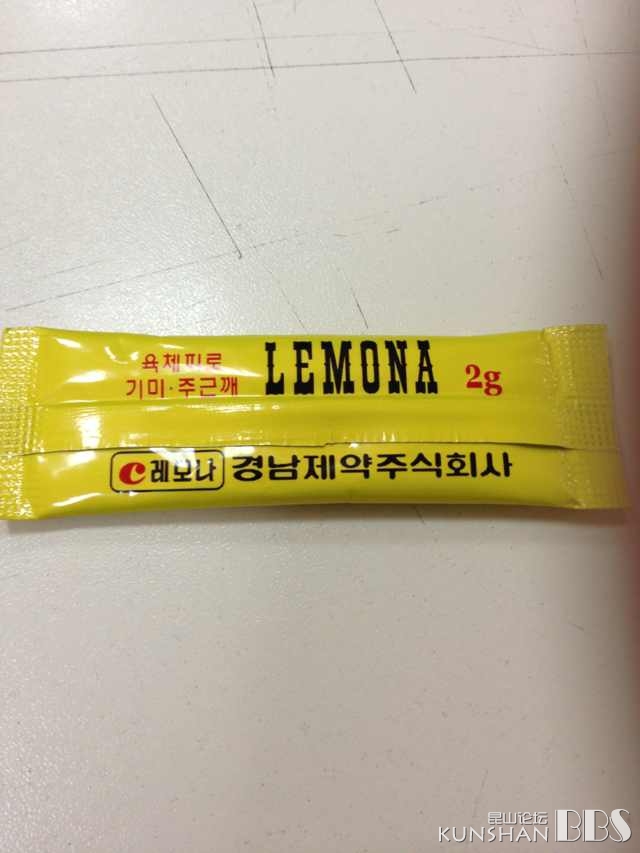 육체피로
기미·주근깨
LEMONA 2g
C 레모나 경남제약주식회사
昆山论坛
KUNSHAN BBS